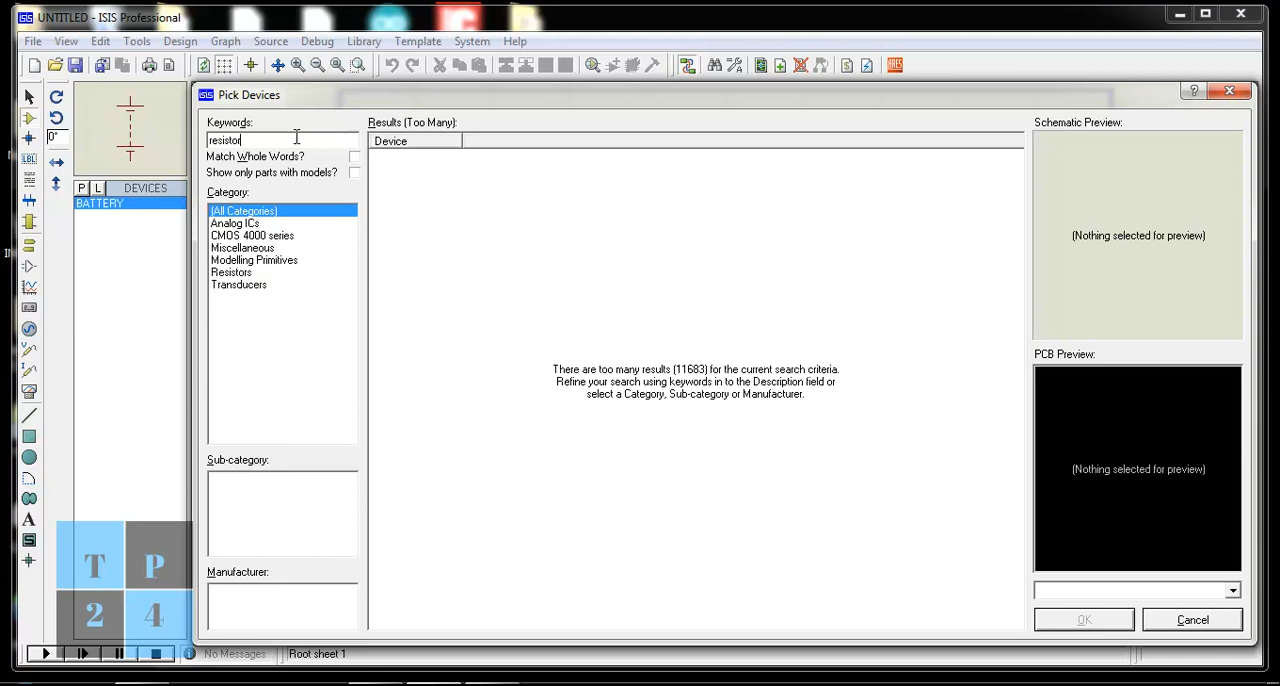 UNTITLED - ISIS Professional
File View Edit Tools Design Graph Source Debug Library Template System Help
Pick Devices
Keywords:
resistor
Match Whole Words?
Show only parts with models?
Category:
(All Categories)
Analog ICs
CMOS 4000 series
Miscellaneous
Modelling Primitives
Resistors
Transducers
Sub-category:
Manufacturer:
Results (Too Many):
Device
There are too many results (11683) for the current search criteria.
Refine your search using keywords in to the Description field or
select a Category, Sub-category or Manufacturer.
Schematic Preview:
(Nothing selected for preview)
PCB Preview:
(Nothing selected for preview)
OK Cancel
0°
P L DEVICES
BATTERY
LBL
A
S
ARES
T P
2 4
No Messages
Root sheet 1